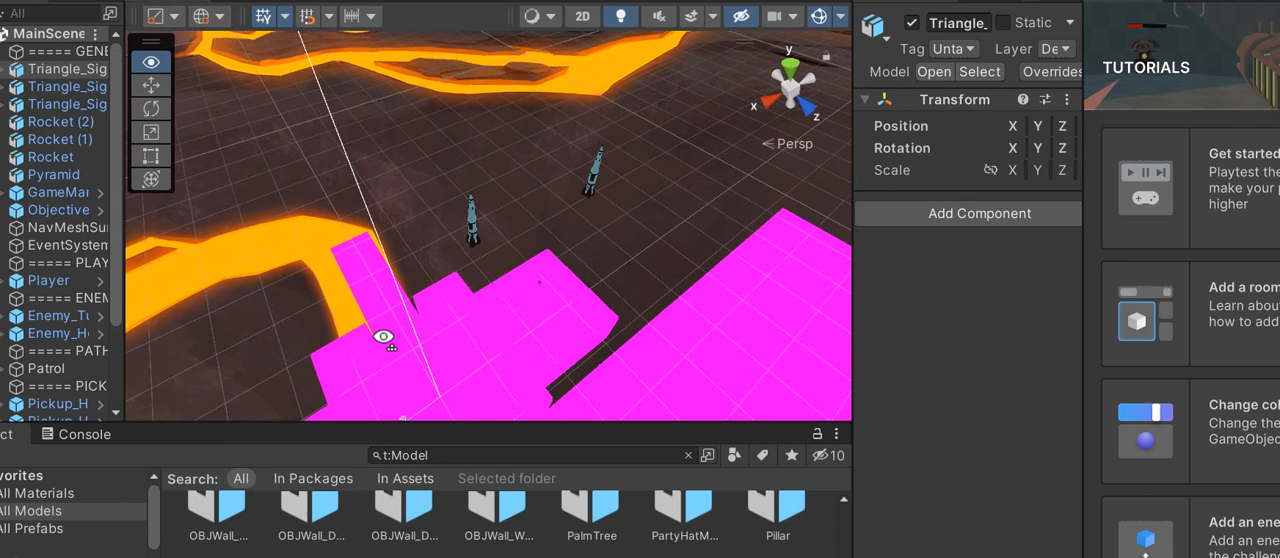 All
MainScene
===== GENE
Triangle_Sig
Triangle_Sig
Triangle_Sig
Rocket (2)
Rocket (1)
Rocket
Pyramid
GameMar
Objective
NavMeshSu
EventSystem
===== PLAY
Player
===== ENEM
Enemy_Tu
Enemy_H
===== PATH
Patrol
===== PICK
Pickup_H
2D
y
x
z
Persp
Triangle_
Static
Tag
Unta
Layer
De
Model
Open
Select
Overrides
Transform
Position X Y Z
Rotation X Y Z
Scale X Y Z
Add Component
TUTORIALS
Get started
Playtest the
make your p
higher
Add a room
Learn about
how to add
Change col
Change the
GameObjec
Add an ene
Add an ene
the challeng
ct
Console
t:Model
10
vorites
All Materials
All Models
All Prefabs
Search:
All
In Packages
In Assets
Selected folder
OBJWall_...
OBJWall_D...
OBJWall_D...
OBJWall_W...
PalmTree
PartyHatM...
Pillar